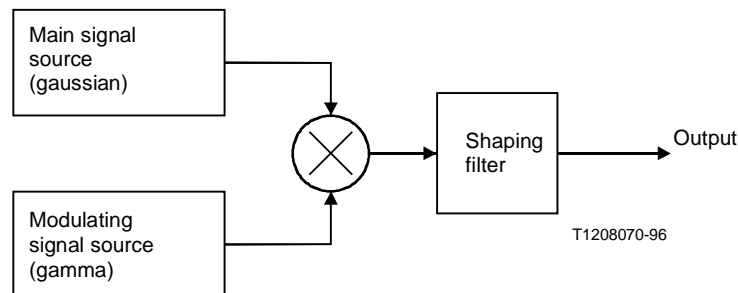 Main signal
source
(gaussian)
Shaping
filter
Output
Modulating
signal source
(gamma)
T1208070-96